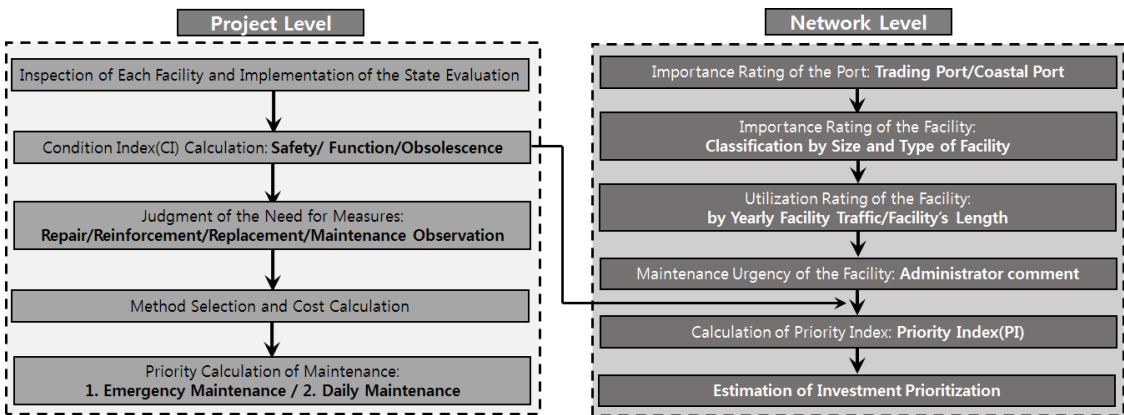 Project Level
Inspection of Each Facility and Implementation of the State Evaluation
Condition Index(CI) Calculation: Safety/ Function/Obsolescence
Judgment of the Need for Measures:
Repair/Reinforcement/Replacement/Maintenance Observation
Method Selection and Cost Calculation
Priority Calculation of Maintenance:
1. Emergency Maintenance / 2. Daily Maintenance
Network Level
Importance Rating of the Port: Trading Port/Coastal Port
Importance Rating of the Facility:
Classification by Size and Type of Facility
Utilization Rating of the Facility:
by Yearly Facility Traffic/Facility's Length
Maintenance Urgency of the Facility: Administrator comment
Calculation of Priority Index: Priority Index(PI)
Estimation of Investment Prioritization